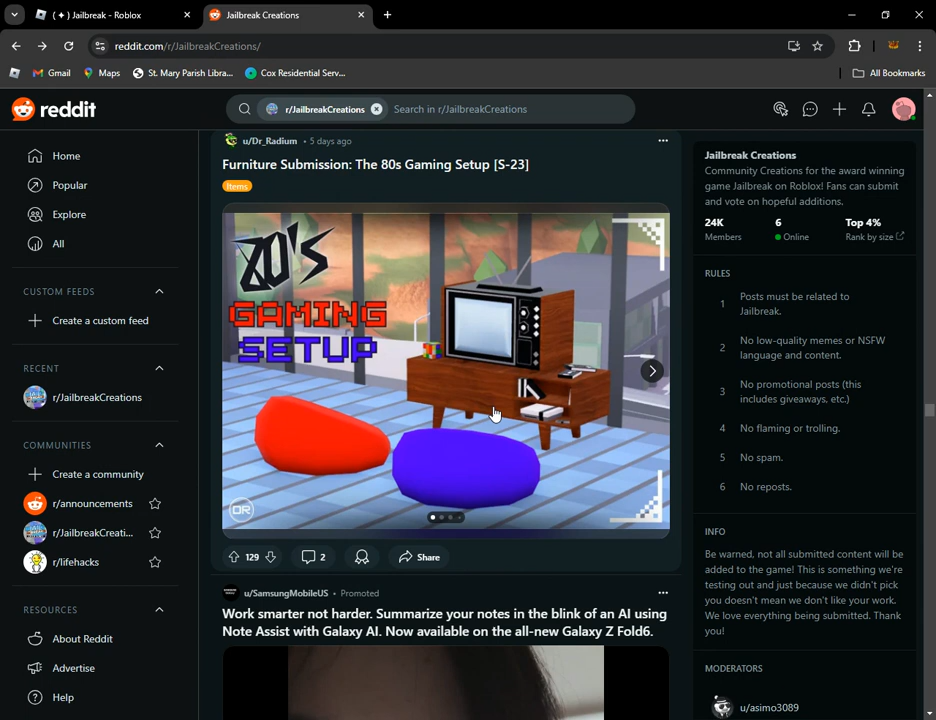 ( ✦ ) Jailbreak - Roblox
Jailbreak Creations
reddit.com/r/JailbreakCreations/
Gmail
Maps
St. Mary Parish Libra...
Cox Residential Serv...
All Bookmarks
reddit
r/JailbreakCreations
Search in r/JailbreakCreations
Home
Popular
Explore
All
CUSTOM FEEDS
Create a custom feed
RECENT
r/JailbreakCreations
COMMUNITIES
Create a community
r/announcements
r/JailbreakCreati...
r/lifehacks
RESOURCES
About Reddit
Advertise
Help
u/Dr_Radium • 5 days ago
Furniture Submission: The 80s Gaming Setup [S-23]
Items
80'S
GAMING
SETUP
DR
129
2
Share
u/SamsungMobileUS • Promoted
Work smarter not harder. Summarize your notes in the blink of an AI using
Note Assist with Galaxy AI. Now available on the all-new Galaxy Z Fold6.
Jailbreak Creations
Community Creations for the award winning
game Jailbreak on Roblox! Fans can submit
and vote on hopeful additions.
24K
6
Top 4%
Members
Online
Rank by size
RULES
1 Posts must be related to
Jailbreak.
2 No low-quality memes or NSFW
language and content.
3 No promotional posts (this
includes giveaways, etc.)
4 No flaming or trolling.
5 No spam.
6 No reposts.
INFO
Be warned, not all submitted content will be
added to the game! This is something we're
testing out and just because we didn't pick
you doesn't mean we don't like your work.
We love everything being submitted. Thank
you!
MODERATORS
u/asimo3089